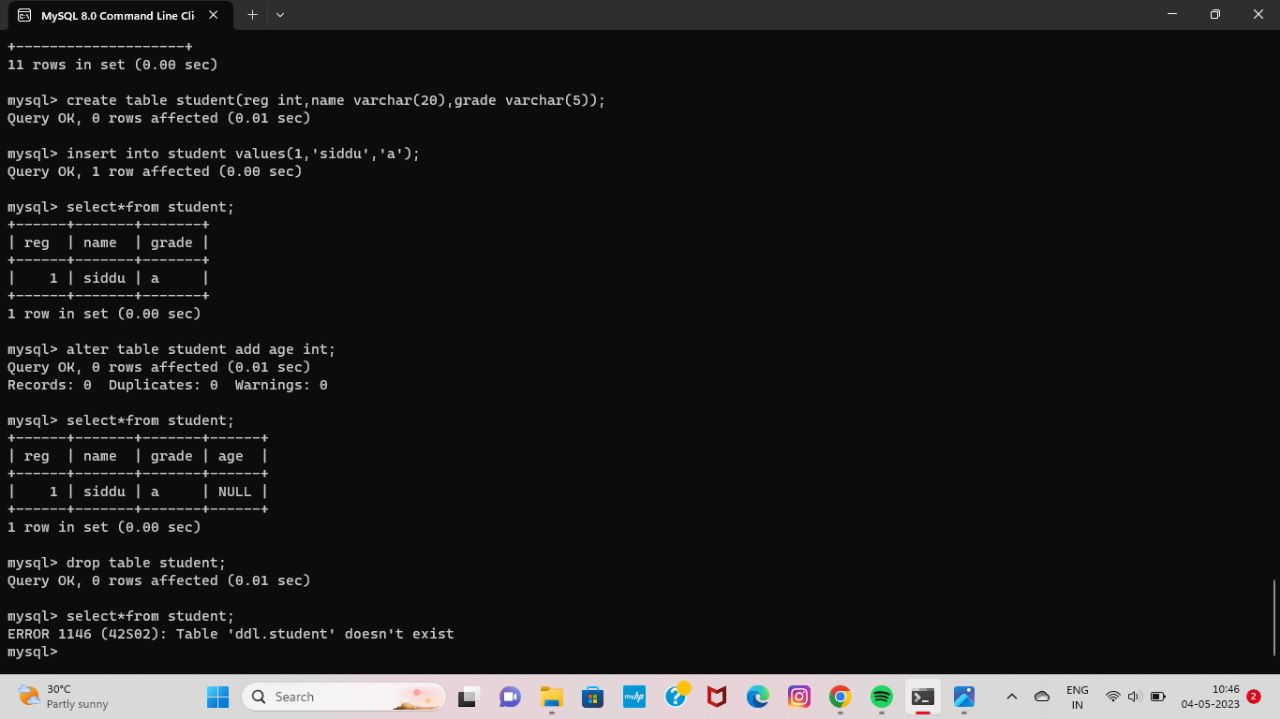 MySQL 8.0 Command Line Cli
+--------------------+
11 rows in set (0.00 sec)
mysql> create table student(reg int,name varchar(20),grade varchar(5));
Query OK, 0 rows affected (0.01 sec)
mysql> insert into student values(1,'siddu','a');
Query OK, 1 row affected (0.00 sec)
mysql> select*from student;
+------+-------+-------+
| reg  | name  | grade |
+------+-------+-------+
|    1 | siddu | a     |
+------+-------+-------+
1 row in set (0.00 sec)
mysql> alter table student add age int;
Query OK, 0 rows affected (0.01 sec)
Records: 0  Duplicates: 0  Warnings: 0
mysql> select*from student;
+------+-------+-------+------+
| reg  | name  | grade | age  |
+------+-------+-------+------+
|    1 | siddu | a     | NULL |
+------+-------+-------+------+
1 row in set (0.00 sec)
mysql> drop table student;
Query OK, 0 rows affected (0.01 sec)
mysql> select*from student;
ERROR 1146 (42S02): Table 'ddl.student' doesn't exist
mysql>
30°C
Partly sunny
Search
myhp
ENG
IN
10:46
04-05-2023
2